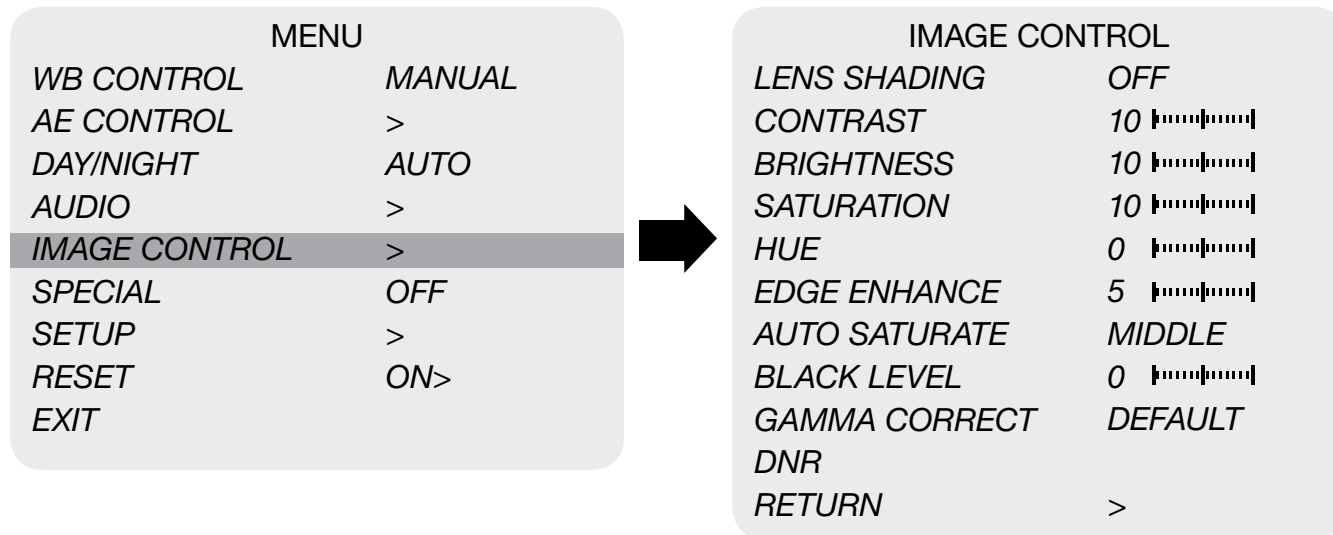 MENU
WB CONTROL MANUAL
AE CONTROL >
DAY/NIGHT AUTO
AUDIO >
IMAGE CONTROL >
SPECIAL OFF
SETUP >
RESET ON>
EXIT
IMAGE CONTROL
LENS SHADING OFF
CONTRAST 10
BRIGHTNESS 10
SATURATION 10
HUE 0
EDGE ENHANCE 5
AUTO SATURATE MIDDLE
BLACK LEVEL 0
GAMMA CORRECT DEFAULT
DNR
RETURN >